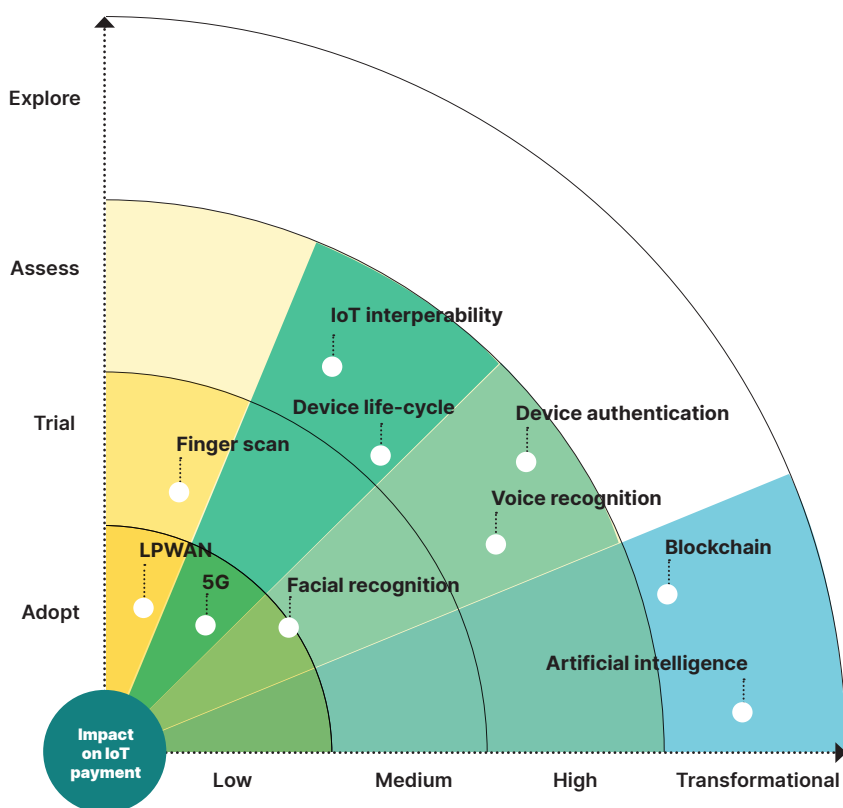 Explore
Assess
IoT interperability
Device life-cycle
Device authentication
Trial
Finger scan
Voice recognition
LPWAN
Blockchain
5G
Facial recognition
Adopt
Artificial intelligence
Impact
on IoT
payment
Low
Medium
High
Transformational